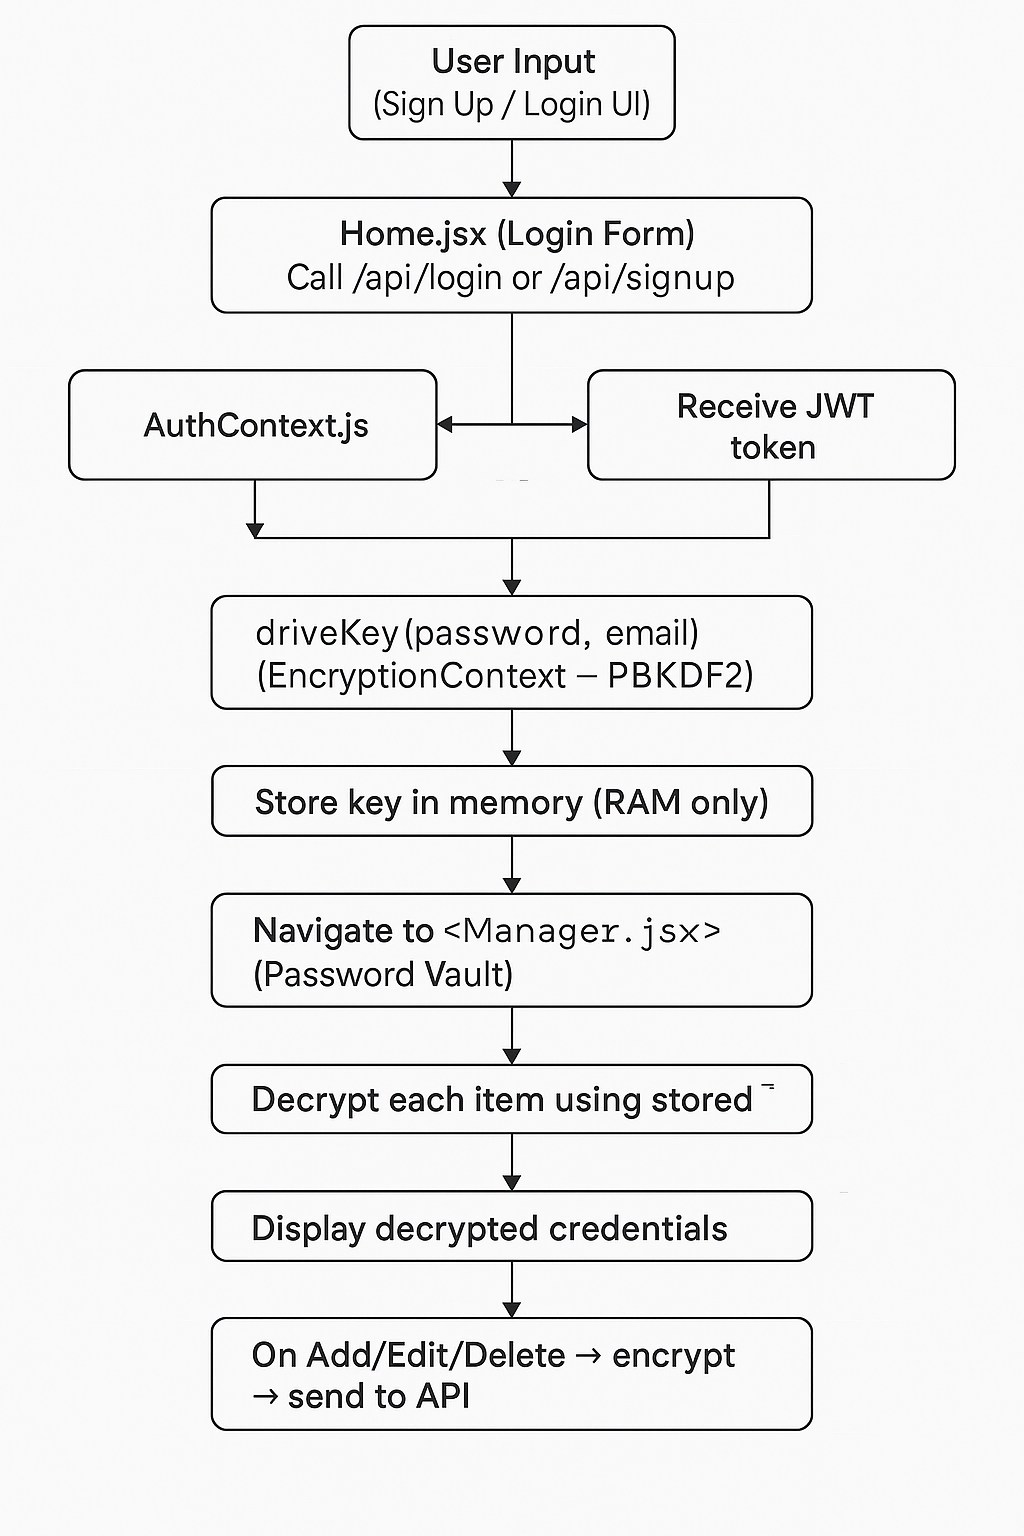 User Input
(Sign Up / Login UI)
Home.jsx (Login Form)
Call /api/login or /api/signup
AuthContext.js
Receive JWT
token
driveKey(password, email)
(EncryptionContext – PBKDF2)
Store key in memory (RAM only)
Navigate to <Manager.jsx>
(Password Vault)
Decrypt each item using stored
Display decrypted credentials
On Add/Edit/Delete → encrypt
→ send to API